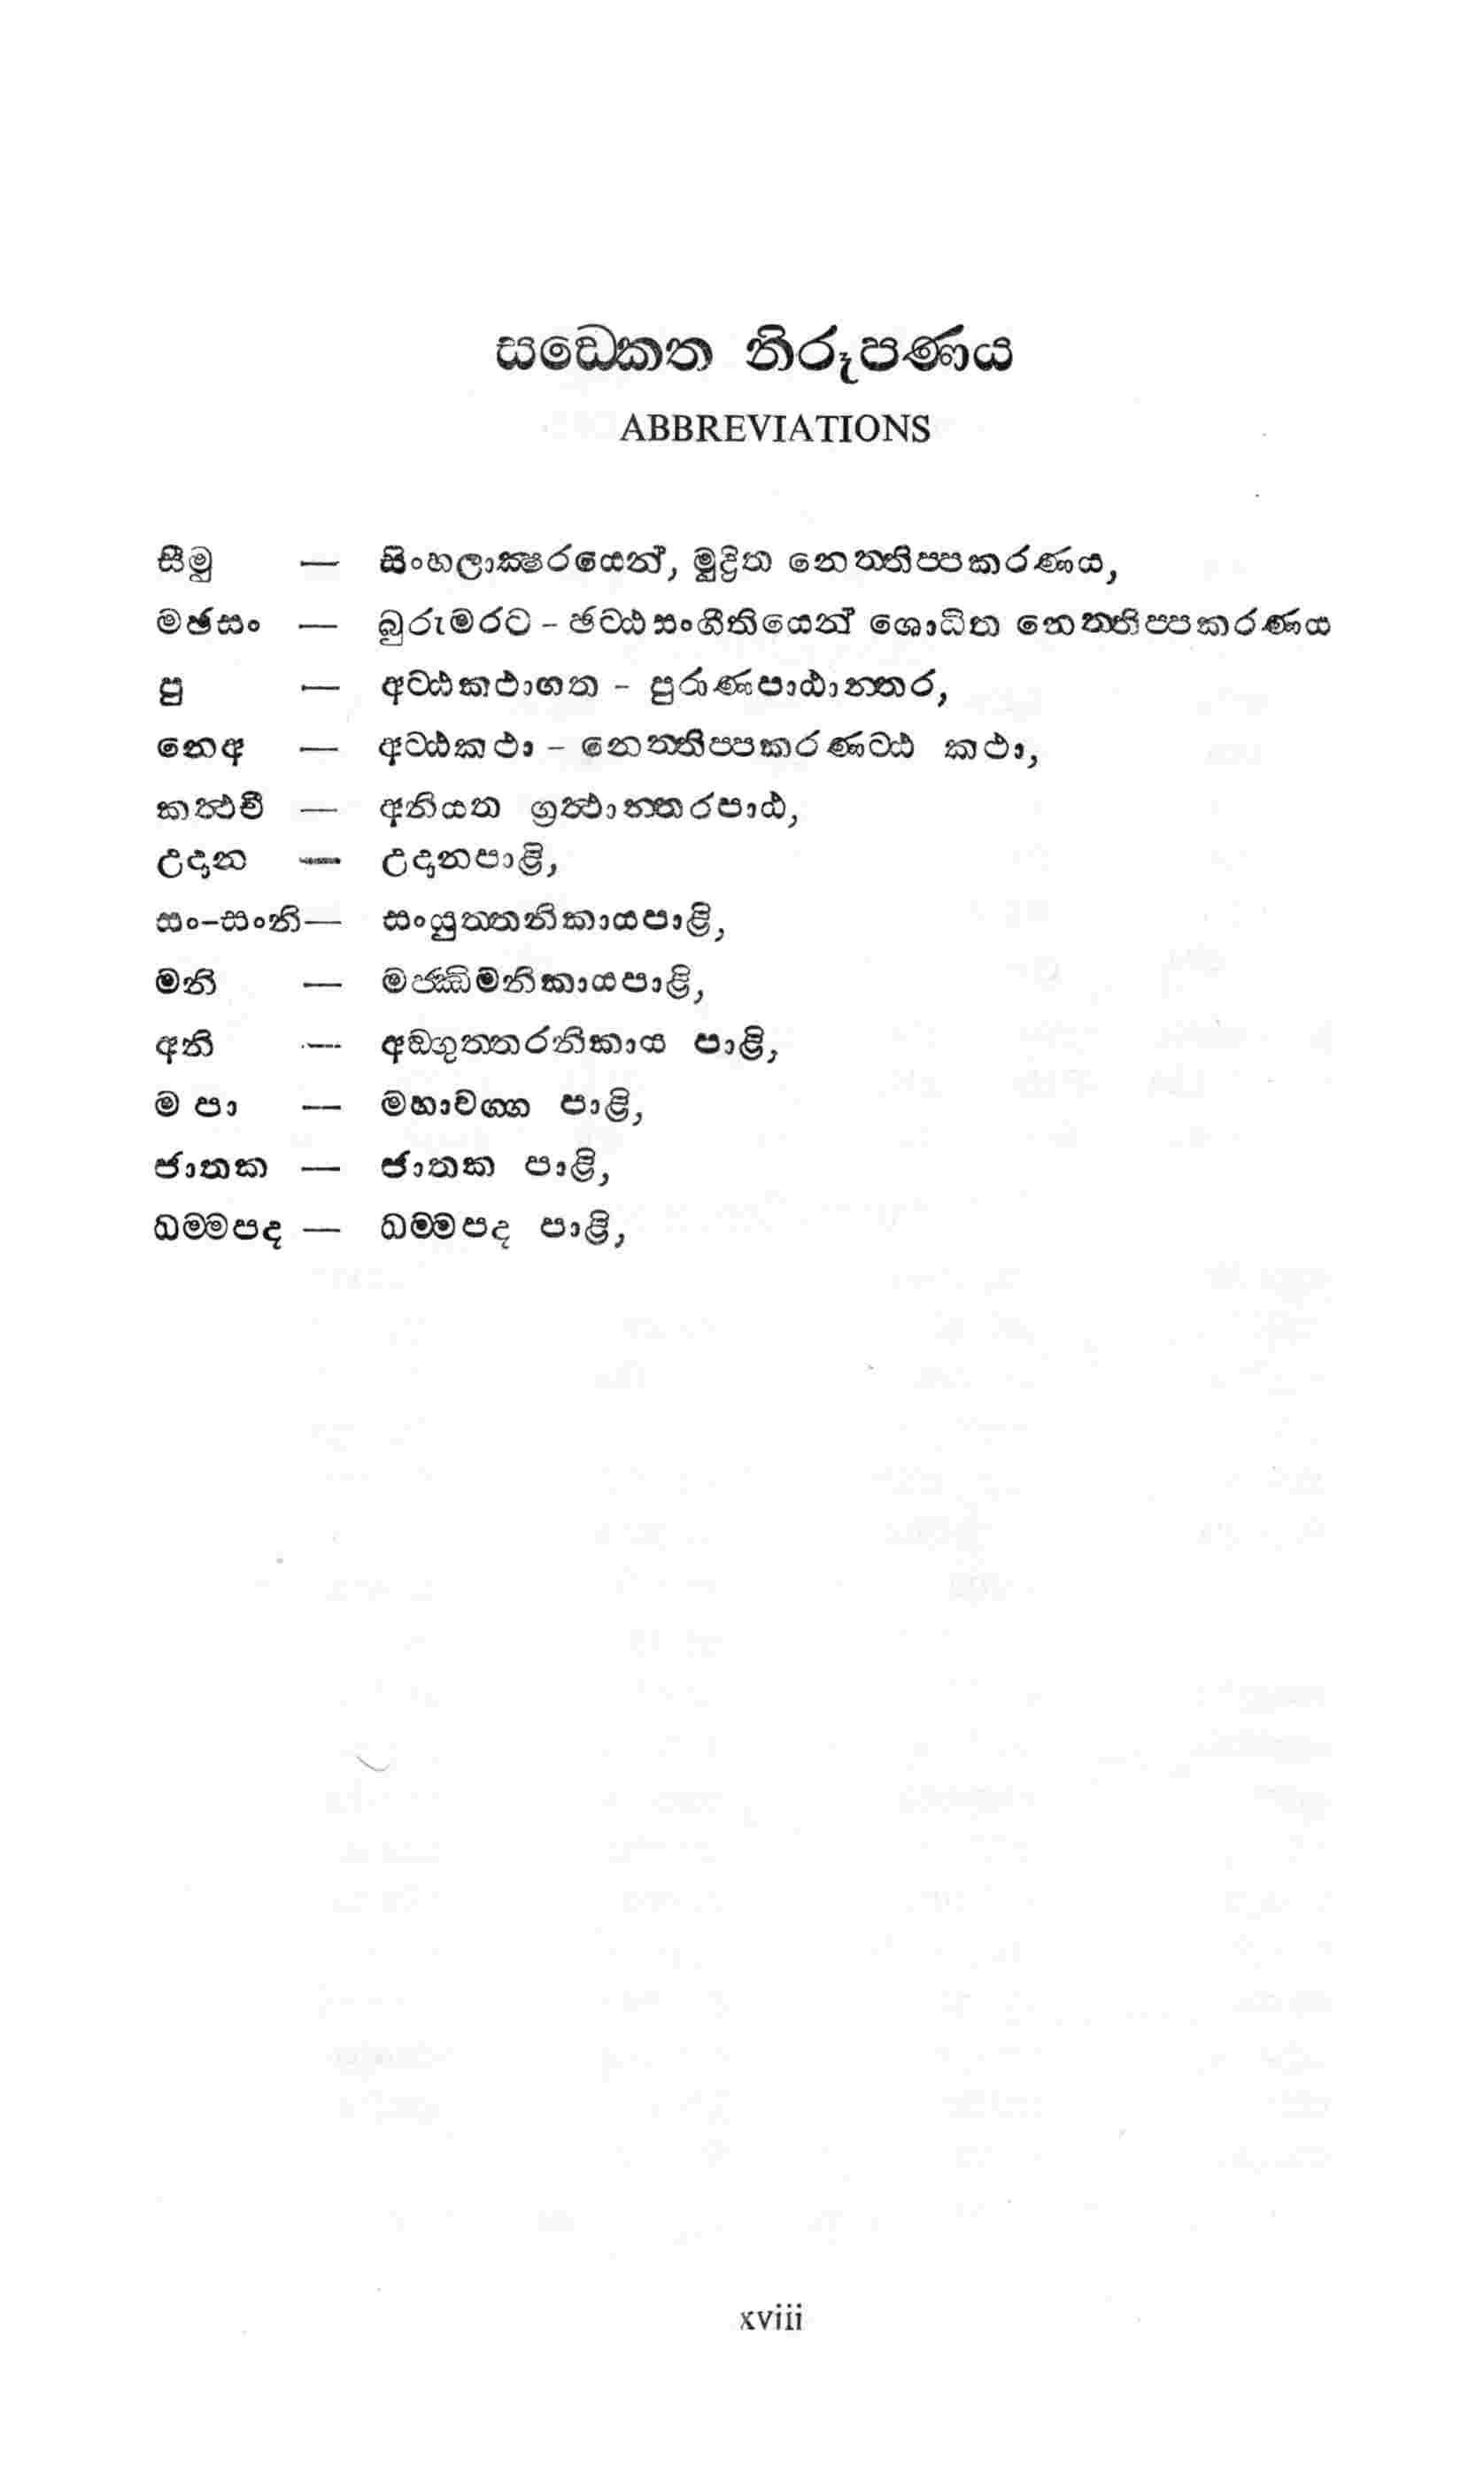 සඞ්කෙත නිරූපණය
ABBREVIATIONS
සීමු — සිංහලාක්ෂරයෙන්, මුද්‍රිත නෙත්තිප්පකරණය,
මඡසං — බුරුමරට - ඡට්ඨසංගීතියෙන් ශොධිත නෙත්තිප්පකරණය
පු — අට්ඨකථාගත - පුරාණපාඨාන්තර,
නෙඅ — අට්ඨකථා - නෙත්තිප්පකරණට්ඨ කථා,
කත්ථචි — අනියත ග්‍රන්ථාන්තරපාඨ,
උදාන — උදානපාළි,
සං-සංනි— සංයුත්තනිකායපාළි,
මනි — මජ්ඣිමනිකායපාළි,
අනි — අඞ්ගුත්තරනිකාය පාළි,
ම පා — මහාවග්ග පාළි,
ජාතක — ජාතක පාළි,
ධම්මපද — ධම්මපද පාළි,
xviii